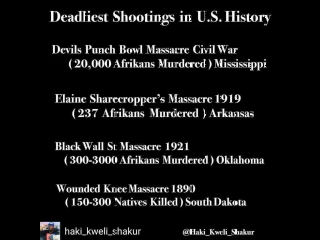 Deadliest Shootings in U.S. History
Devils Punch Bowl Massacre Civil War
( 20,000 Afrikans Murdered ) Mississippi
Elaine Sharecropper's Massacre 1919
( 237 Afrikans Murdered } Arkansas
Black Wall St Massacre 1921
( 300-3000 Afrikans Murdered ) Oklahoma
Wounded Knee Massacre 1890
( 150-300 Natives Killed ) South Dakota
haki_kweli_shakur
@Haki_Kweli_Shakur